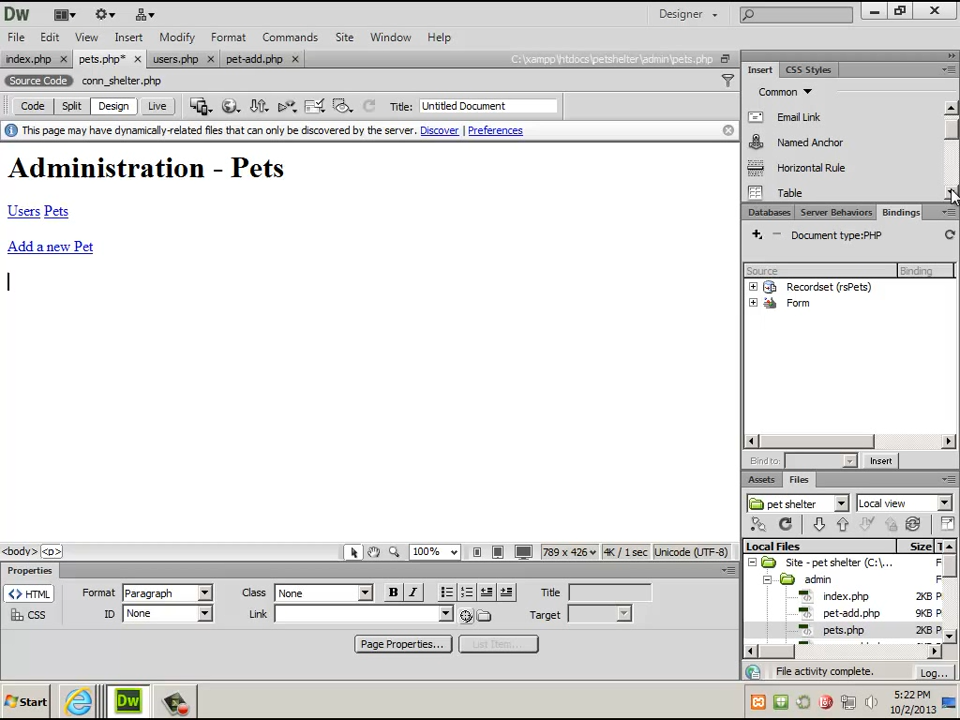 Dw Designer
File Edit View Insert Modify Format Commands Site Window Help
index.php × pets.php* × users.php × pet-add.php × C:\xampp\htdocs\petshelter\admin\pets.php
Source Code conn_shelter.php
Code Split Design Live Title: Untitled Document
This page may have dynamically-related files that can only be discovered by the server. Discover | Preferences
Administration - Pets
Users Pets
Add a new Pet
<body> <p> 100% 789 x 426 4K / 1 sec Unicode (UTF-8)
Properties
<> HTML Format Paragraph Class None B I Title
CSS ID None Link Target
Page Properties... List Item...
Insert CSS Styles
Common
Email Link
Named Anchor
Horizontal Rule
Table
Databases Server Behaviors Bindings
+ − Document type:PHP
Source Binding
Recordset (rsPets)
Form
Bind to: Insert
Assets Files
pet shelter Local view
Local Files Size T
Site - pet shelter (C:\... F
admin F
index.php 2KB P
pet-add.php 9KB P
pets.php 2KB P
File activity complete. Log...
Start Dw 5:22 PM
10/2/2013